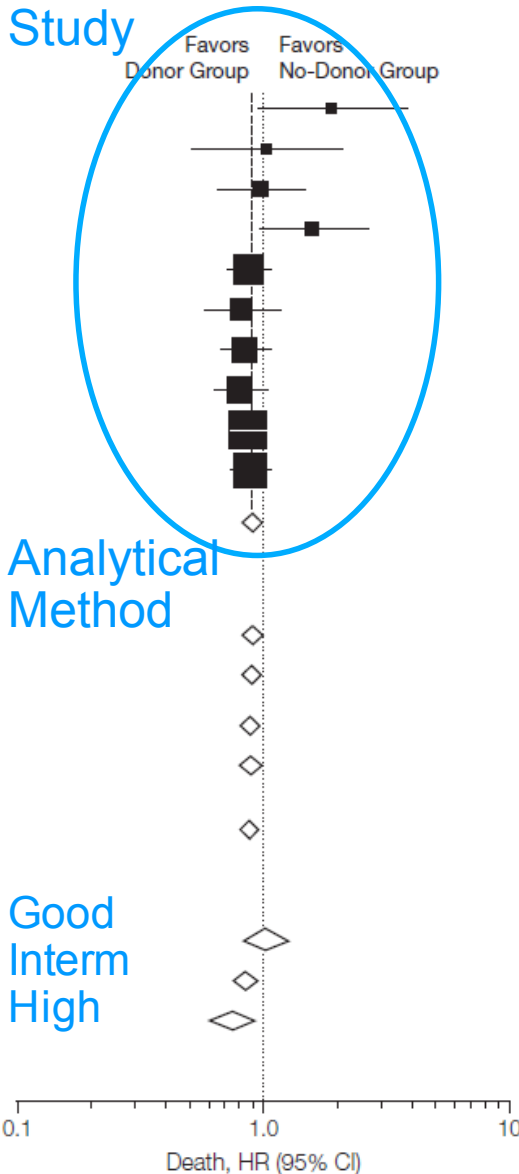 Study
Favors Favors
Donor Group No-Donor Group
Analytical
Method
Good
Interm
High
0.1 1.0 10
Death, HR (95% CI)